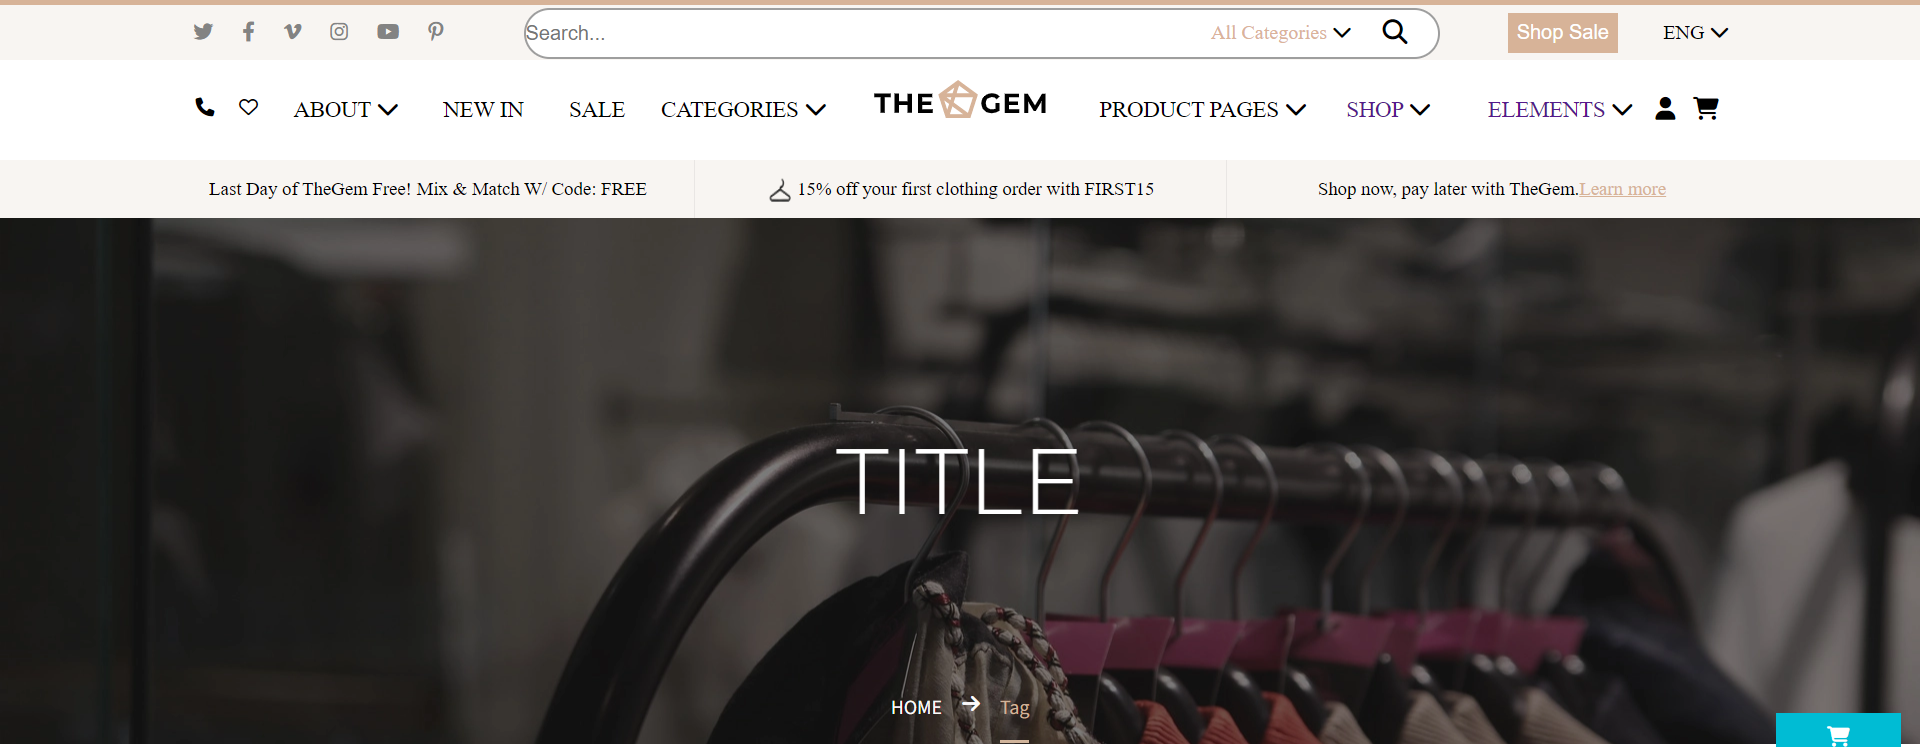 Search...
All Categories
Shop Sale
ENG
ABOUT
NEW IN
SALE
CATEGORIES
THE GEM
PRODUCT PAGES
SHOP
ELEMENTS
Last Day of TheGem Free! Mix & Match W/ Code: FREE
15% off your first clothing order with FIRST15
Shop now, pay later with TheGem.Learn more
TITLE
HOME
Tag